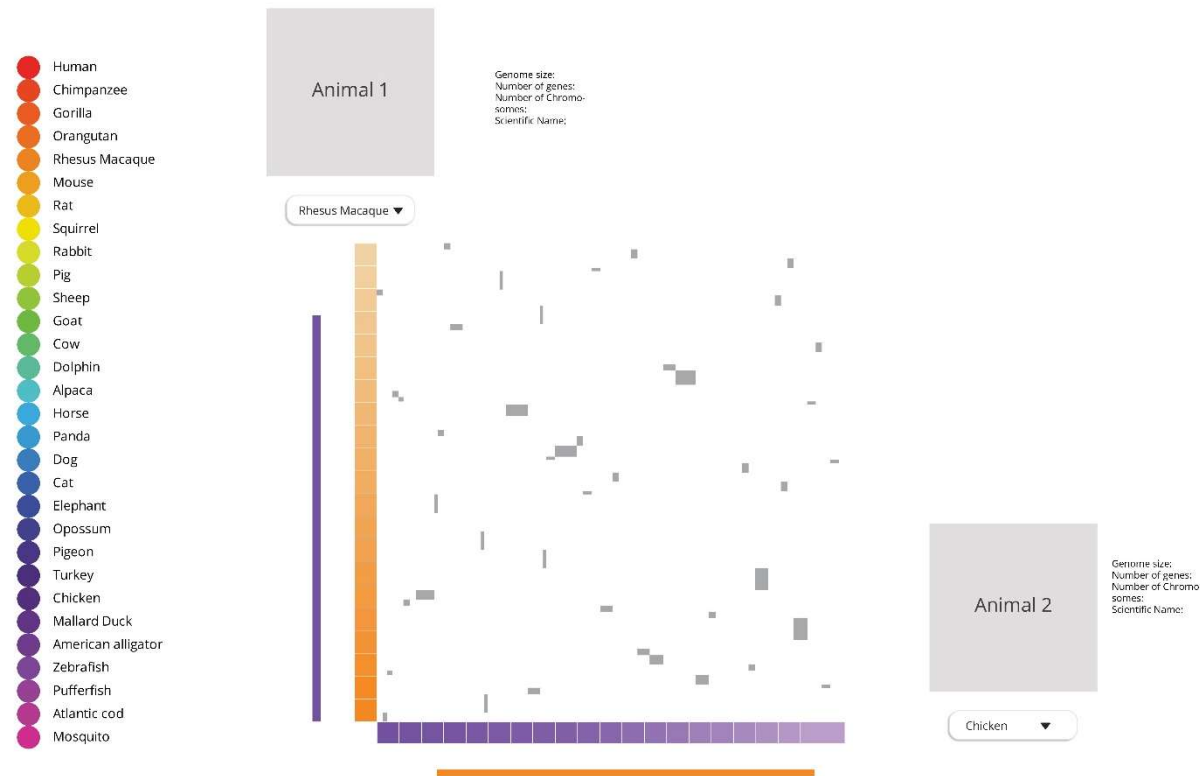 Human
Chimpanzee
Gorilla
Orangutan
Rhesus Macaque
Mouse
Rat
Squirrel
Rabbit
Pig
Sheep
Goat
Cow
Dolphin
Alpaca
Horse
Panda
Dog
Cat
Elephant
Opossum
Pigeon
Turkey
Chicken
Mallard Duck
American alligator
Zebrafish
Pufferfish
Atlantic cod
Mosquito
Animal 1
Genome size:
Number of genes:
Number of Chromo-
somes:
Scientific Name:
Rhesus Macaque
Animal 2
Genome size:
Number of genes:
Number of Chromo
somes:
Scientific Name:
Chicken